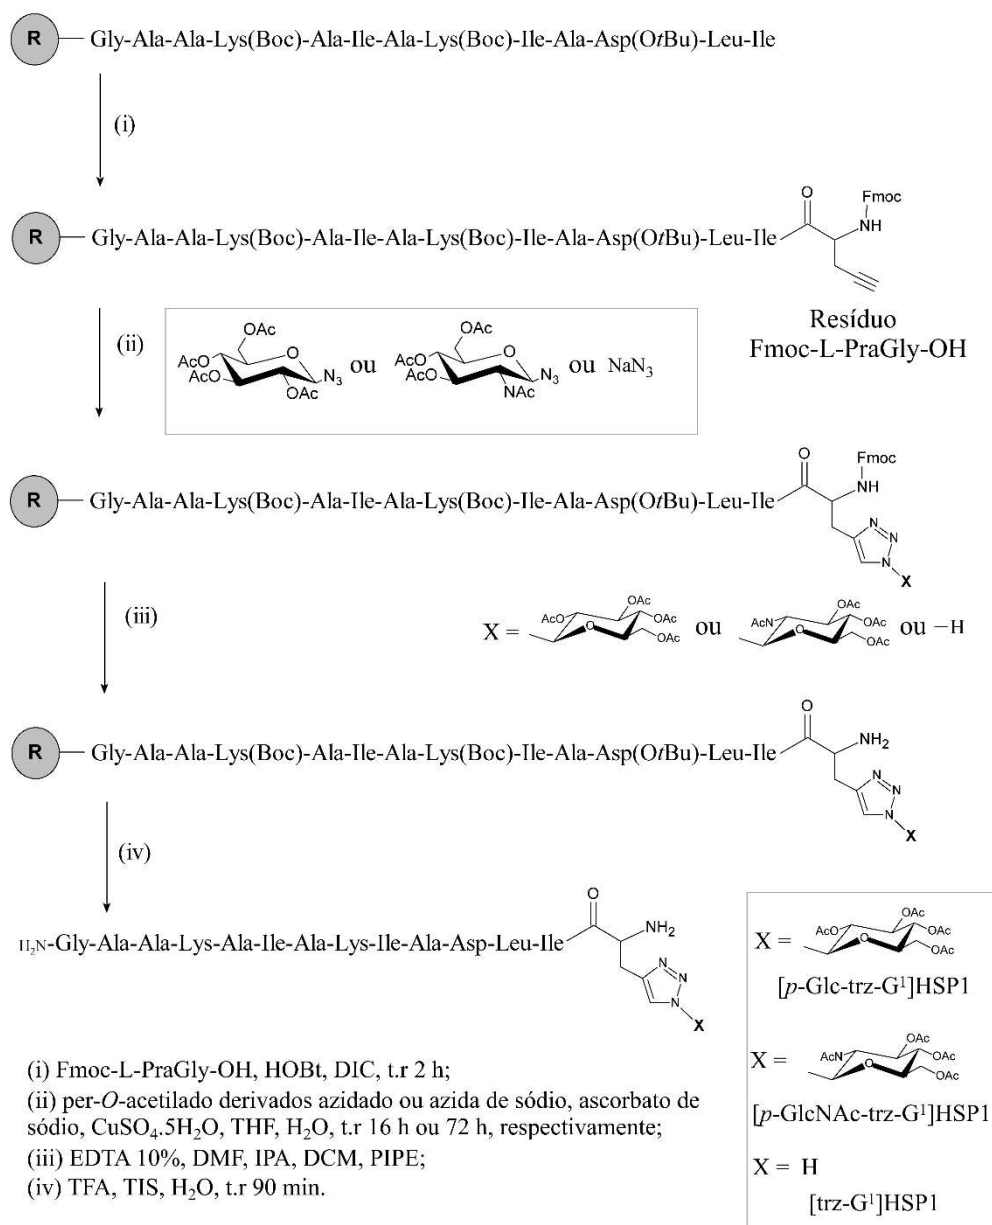 R Gly-Ala-Ala-Lys(Boc)-Ala-Ile-Ala-Lys(Boc)-Ile-Ala-Asp(OtBu)-Leu-Ile
(i)
R Gly-Ala-Ala-Lys(Boc)-Ala-Ile-Ala-Lys(Boc)-Ile-Ala-Asp(OtBu)-Leu-Ile
O
Fmoc
NH
Resíduo
Fmoc-L-PraGly-OH
(ii)
OAc
AcO
AcO
O
OAc
N₃
ou
OAc
AcO
AcO
O
NAc
N₃
ou NaN₃
R Gly-Ala-Ala-Lys(Boc)-Ala-Ile-Ala-Lys(Boc)-Ile-Ala-Asp(OtBu)-Leu-Ile
O
Fmoc
NH
N
N
N
X
(iii)
X =
AcO
OAc
OAc
O
OAc
ou
AcN
OAc
OAc
O
OAc
ou –H
R Gly-Ala-Ala-Lys(Boc)-Ala-Ile-Ala-Lys(Boc)-Ile-Ala-Asp(OtBu)-Leu-Ile
O
NH₂
N
N
N
X
(iv)
H₂N-Gly-Ala-Ala-Lys-Ala-Ile-Ala-Lys-Ile-Ala-Asp-Leu-Ile
O
NH₂
N
N
N
X
X =
AcO
OAc
OAc
O
OAc
[p-Glc-trz-G¹]HSP1
X =
AcN
OAc
OAc
O
OAc
[p-GlcNAc-trz-G¹]HSP1
X = H
[trz-G¹]HSP1
(i) Fmoc-L-PraGly-OH, HOBt, DIC, t.r 2 h;
(ii) per-O-acetilado derivados azidado ou azida de sódio, ascorbato de
sódio, CuSO₄.5H₂O, THF, H₂O, t.r 16 h ou 72 h, respectivamente;
(iii) EDTA 10%, DMF, IPA, DCM, PIPE;
(iv) TFA, TIS, H₂O, t.r 90 min.